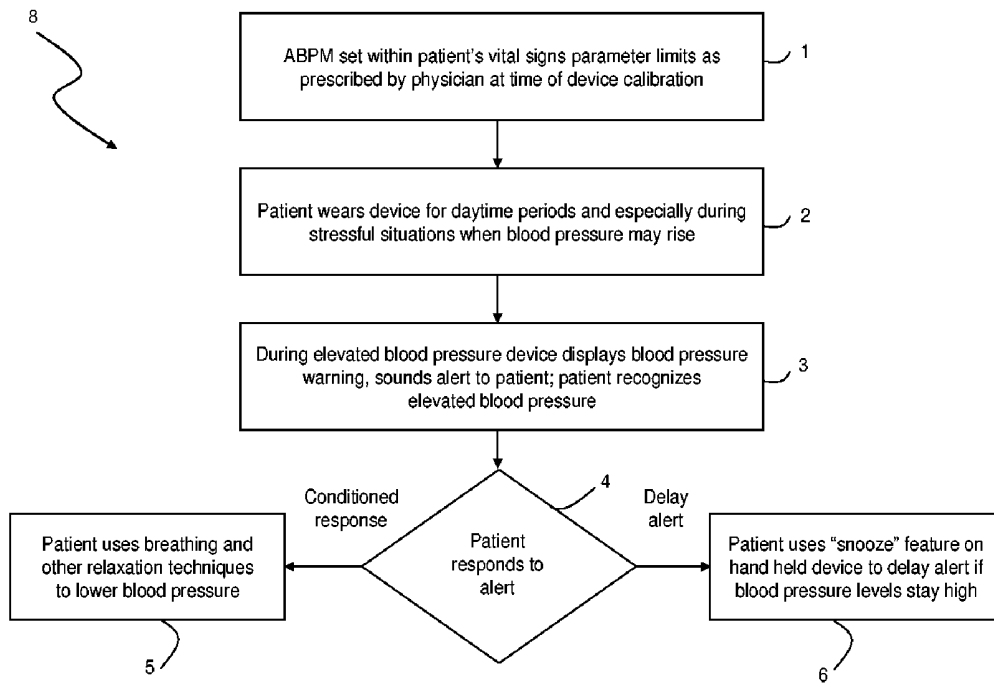 8
ABPM set within patient's vital signs parameter limits as
prescribed by physician at time of device calibration
1
Patient wears device for daytime periods and especially during
stressful situations when blood pressure may rise
2
During elevated blood pressure device displays blood pressure
warning, sounds alert to patient; patient recognizes
elevated blood pressure
3
4
Conditioned
response
Delay
alert
Patient
responds to
alert
Patient uses breathing and
other relaxation techniques
to lower blood pressure
5
Patient uses “snooze” feature on
hand held device to delay alert if
blood pressure levels stay high
6